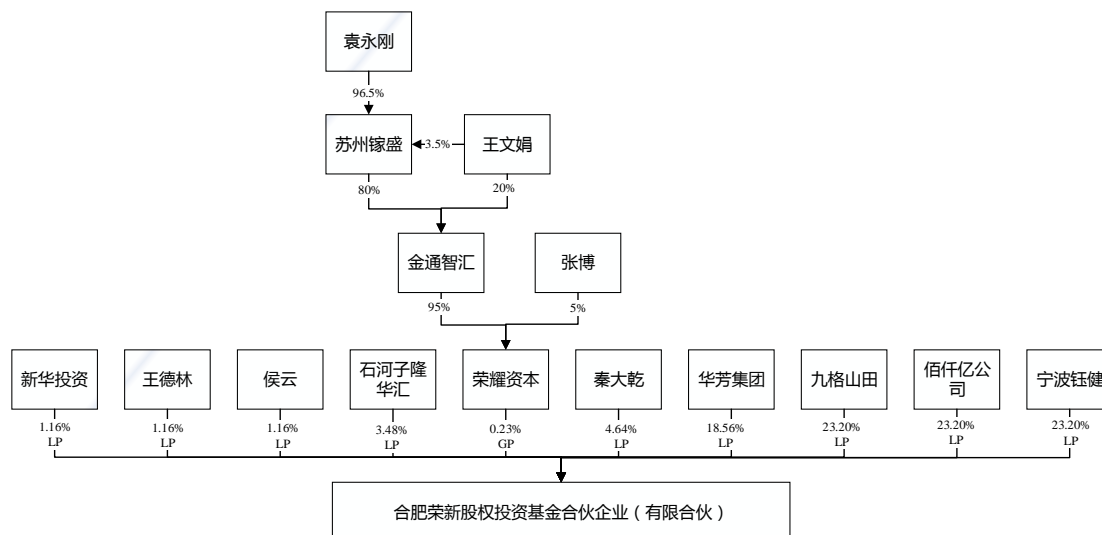 袁永刚
96.5%
苏州镓盛
3.5%
王文娟
80%
20%
金通智汇
张博
95%
5%
新华投资
王德林
侯云
石河子隆
华汇
荣耀资本
秦大乾
华芳集团
九格山田
佰仟亿公
司
宁波钰健
1.16%
LP
1.16%
LP
1.16%
LP
3.48%
LP
0.23%
GP
4.64%
LP
18.56%
LP
23.20%
LP
23.20%
LP
23.20%
LP
合肥荣新股权投资基金合伙企业（有限合伙）